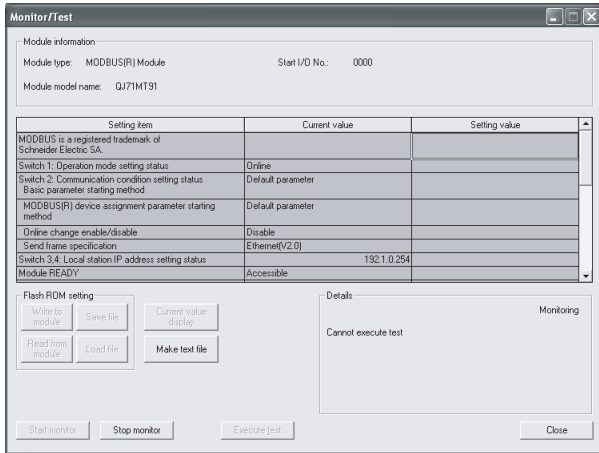 Monitor/Test
Module information
Module type: MODBUS(R) Module Start I/O No.: 0000
Module model name: QJ71MT91
Setting item Current value Setting value
MODBUS is a registered trademark of
Schneider Electric SA.
Switch 1: Operation mode setting status Online
Switch 2: Communication condition setting status Default parameter
Basic parameter starting method
MODBUS(R) device assignment parameter starting Default parameter
method
Online change enable/disable Disable
Send frame specification Ethernet(V2.0)
Switch 3,4: Local station IP address setting status 192.1.0.254
Module READY Accessible
Flash ROM setting
Write to
module
Save file
Current value
display
Read from
module
Load file
Make text file
Details
Monitoring
Cannot execute test
Start monitor Stop monitor Execute test Close